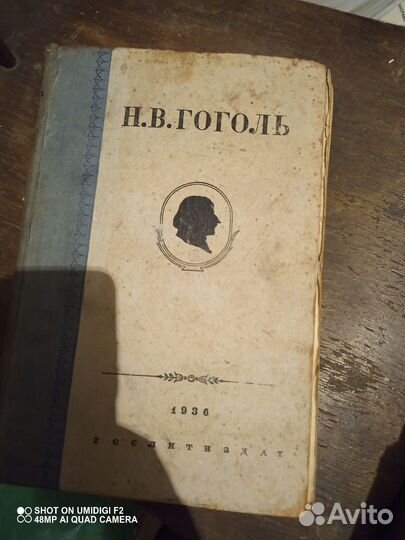 Н.В.ГОГОЛЬ
1936
ГОСЛИТИЗДАТ
SHOT ON UMIDIGI F2
48MP AI QUAD CAMERA
Avito